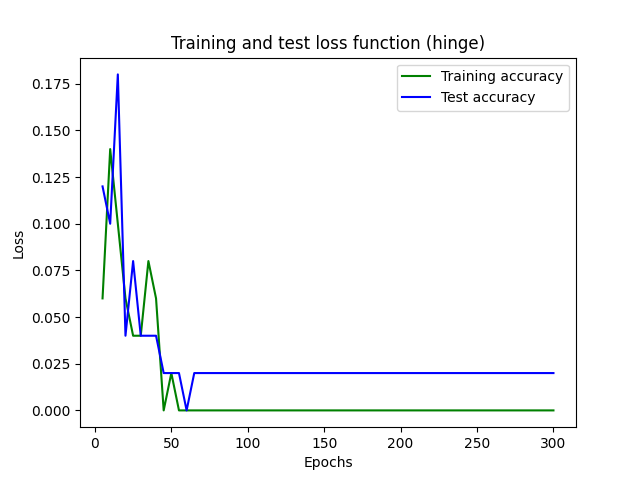 Training and test loss function (hinge)
Training accuracy
Test accuracy
0.175
0.150
0.125
0.100
0.075
0.050
0.025
0.000
Loss
0 50 100 150 200 250 300
Epochs